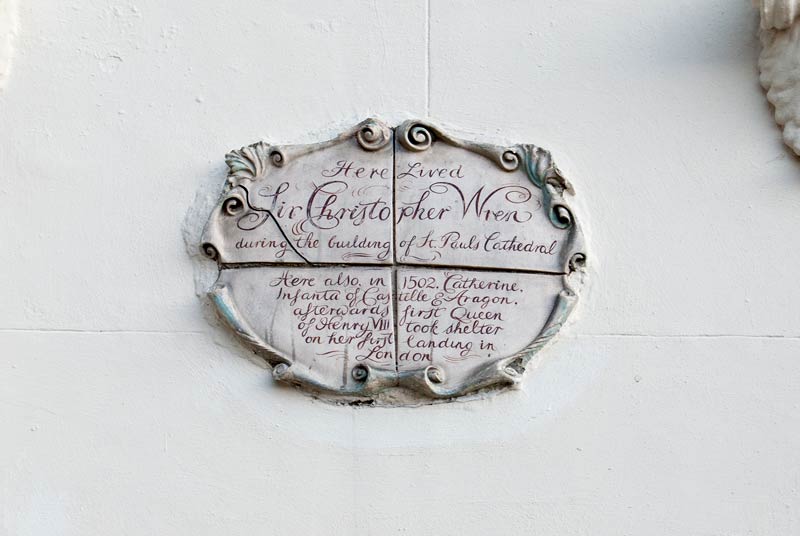 Here Lived
Sir Christopher Wren
during the building of St. Pauls Cathedral
Here also, in 1502, Catherine,
Infanta of Castille & Aragon,
afterwards first Queen
of Henry VIII took shelter
on her first landing in
London